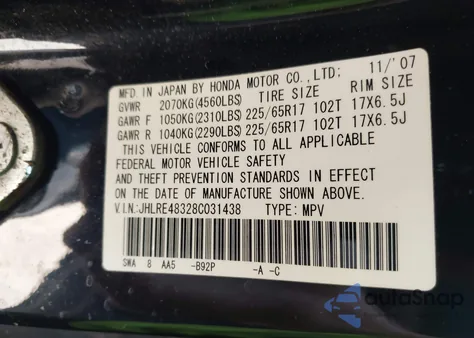 MFD. IN JAPAN BY HONDA MOTOR CO., LTD; 11/'07
GVWR 2070KG(4560LBS) TIRE SIZE RIM SIZE
GAWR F 1050KG(2310LBS) 225/65R17 102T 17X6.5J
GAWR R 1040KG(2290LBS) 225/65R17 102T 17X6.5J
THIS VEHICLE CONFORMS TO ALL APPLICABLE
FEDERAL MOTOR VEHICLE SAFETY
AND THEFT PREVENTION STANDARDS IN EFFECT
ON THE DATE OF MANUFACTURE SHOWN ABOVE.
V.I.N:JHLRE48328C031438 TYPE: MPV
SWA 8 AA5 -B92P -A -C
autoSnap